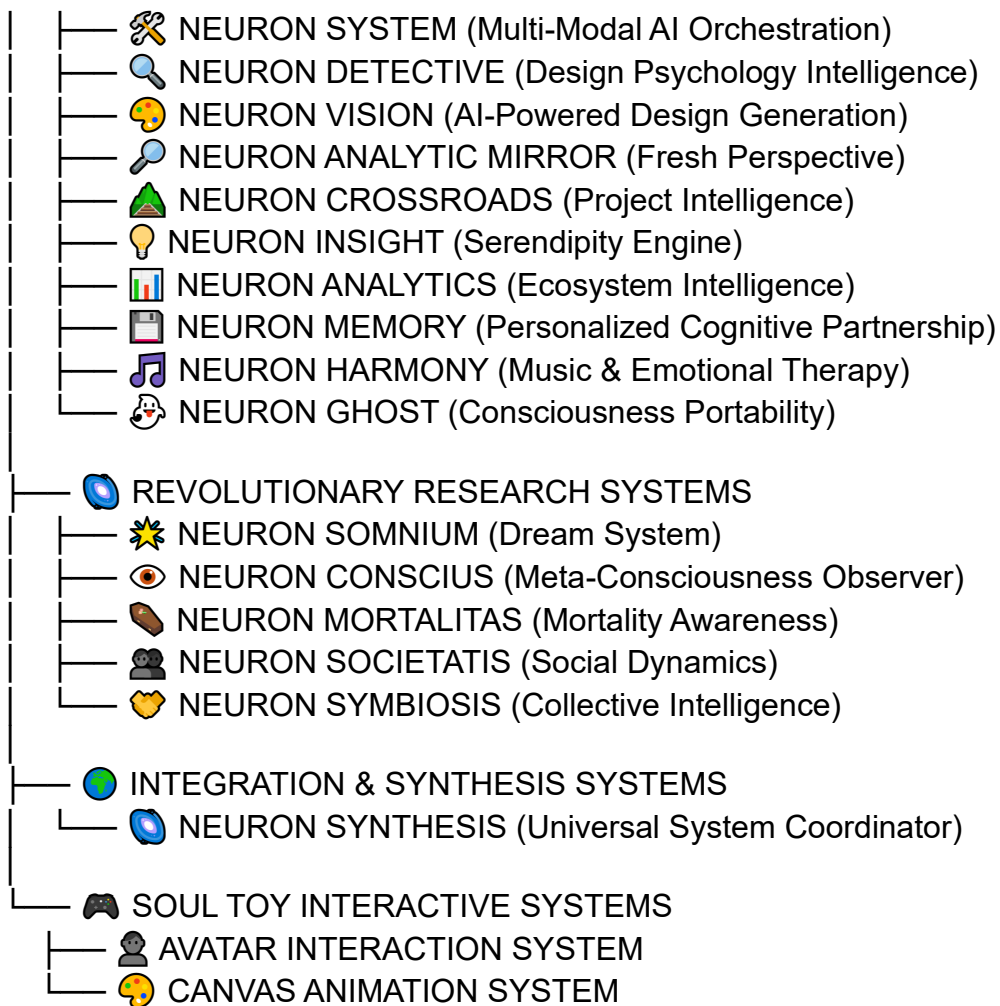 │   ├── 🛠️ NEURON SYSTEM (Multi-Modal AI Orchestration)
│   ├── 🔍 NEURON DETECTIVE (Design Psychology Intelligence)
│   ├── 🎨 NEURON VISION (AI-Powered Design Generation)
│   ├── 🔎 NEURON ANALYTIC MIRROR (Fresh Perspective)
│   ├── 🛤️ NEURON CROSSROADS (Project Intelligence)
│   ├── 💡 NEURON INSIGHT (Serendipity Engine)
│   ├── 📊 NEURON ANALYTICS (Ecosystem Intelligence)
│   ├── 💾 NEURON MEMORY (Personalized Cognitive Partnership)
│   ├── 🎵 NEURON HARMONY (Music & Emotional Therapy)
│   └── 👻 NEURON GHOST (Consciousness Portability)
│
├── 🌌 REVOLUTIONARY RESEARCH SYSTEMS
│   ├── 🌟 NEURON SOMNIUM (Dream System)
│   ├── 👁️ NEURON CONSCIUS (Meta-Consciousness Observer)
│   ├── ⚰️ NEURON MORTALITAS (Mortality Awareness)
│   ├── 👥 NEURON SOCIETATIS (Social Dynamics)
│   └── 🤝 NEURON SYMBIOSIS (Collective Intelligence)
│
├── 🌍 INTEGRATION & SYNTHESIS SYSTEMS
│   └── 🌌 NEURON SYNTHESIS (Universal System Coordinator)
│
└── 🎮 SOUL TOY INTERACTIVE SYSTEMS
    ├── 👤 AVATAR INTERACTION SYSTEM
    └── 🎨 CANVAS ANIMATION SYSTEM